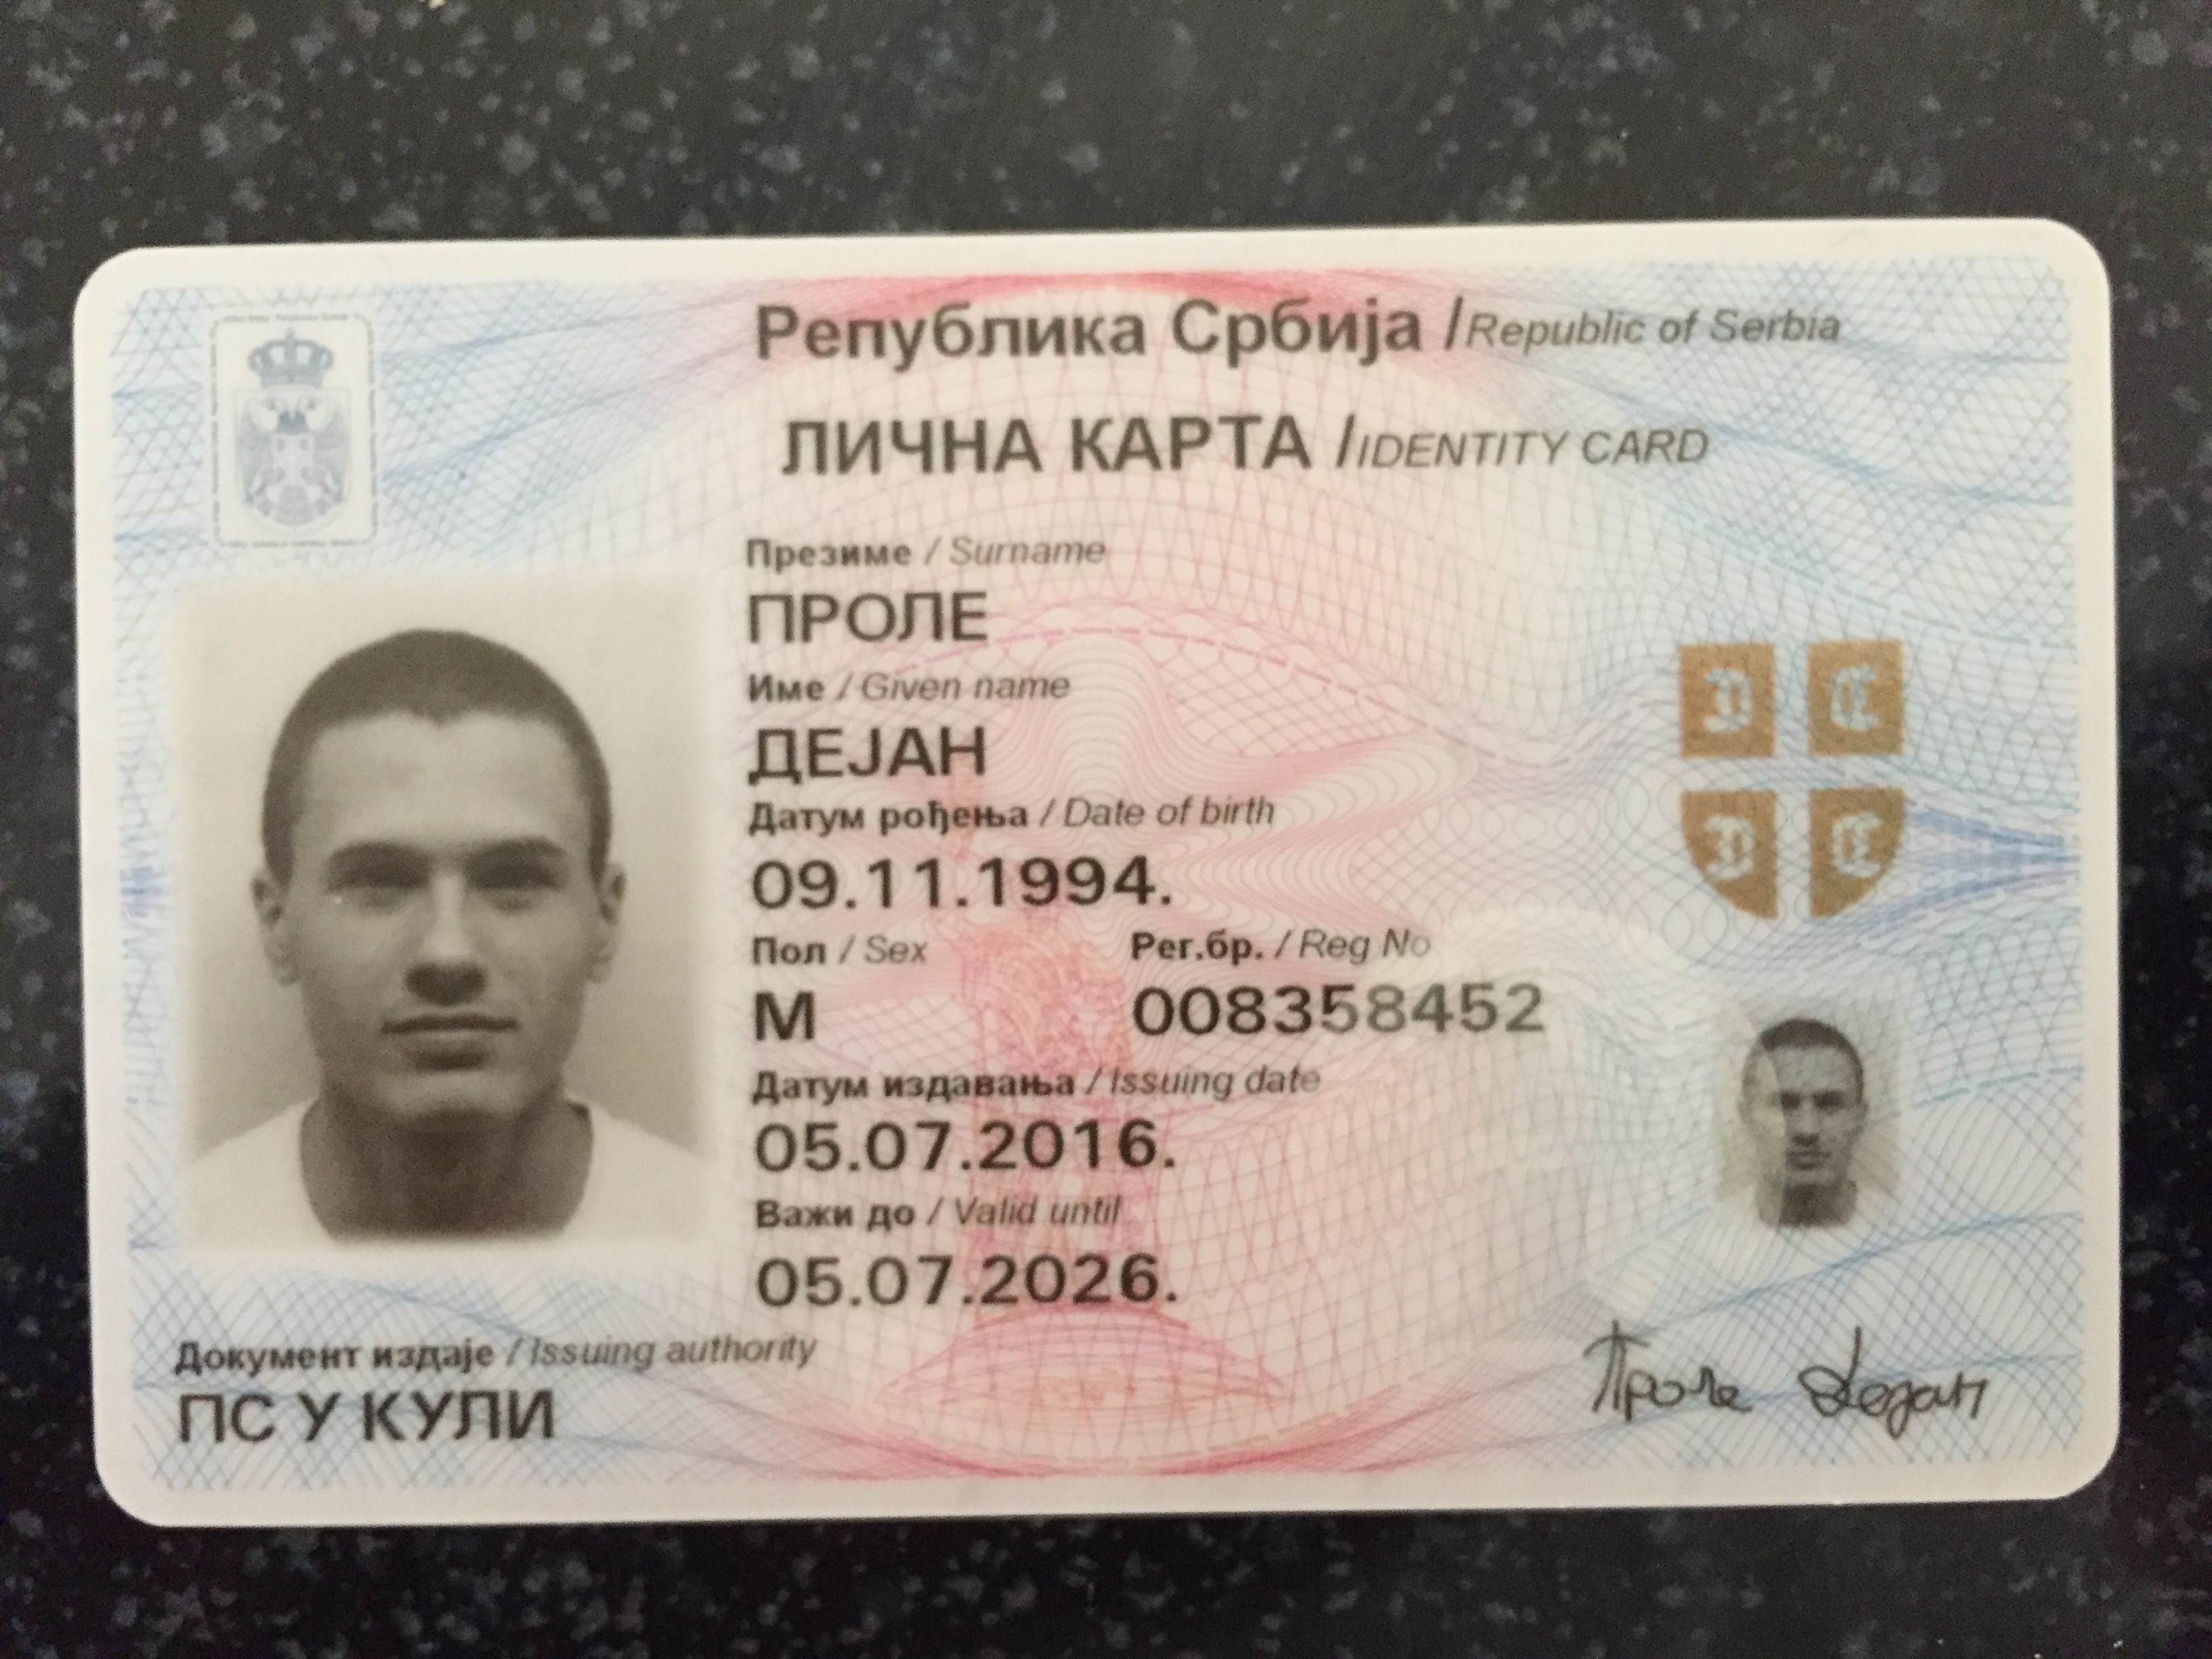 Република Србија / Republic of Serbia
ЛИЧНА КАРТА / IDENTITY CARD
Презиме / Surname
ПРОЛЕ
Име / Given name
ДЕЈАН
Датум рођења / Date of birth
09.11.1994.
Пол / Sex Рег.бр. / Reg No
М 008358452
Датум издавања / Issuing date
05.07.2016.
Важи до / Valid until
05.07.2026.
Документ издаје / Issuing authority
ПС У КУЛИ
Проле Дејан